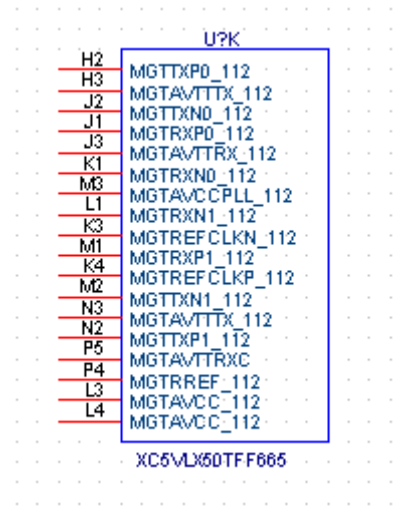 U?K
H2 MGTTXP0_112
H3 MGTAVTTTX_112
J2 MGTTXN0_112
J1 MGTRXP0_112
J3 MGTAVTTRX_112
K1 MGTRXN0_112
M3 MGTAVCCPLL_112
L1 MGTRXN1_112
K3 MGTREFCLKN_112
M1 MGTRXP1_112
K4 MGTREFCLKP_112
M2 MGTTXN1_112
N3 MGTAVTTTX_112
N2 MGTTXP1_112
P5 MGTAVTTRXC
P4 MGTRREF_112
L3 MGTAVCC_112
L4 MGTAVCC_112
XC5VLX50TFF665